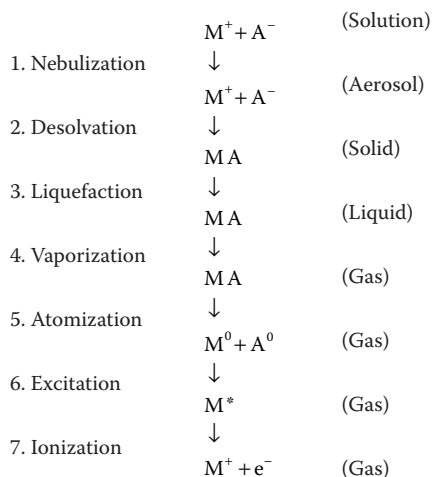 M⁺ + A⁻ (Solution)
1. Nebulization ↓
M⁺ + A⁻ (Aerosol)
2. Desolvation ↓
M A (Solid)
3. Liquefaction ↓
M A (Liquid)
4. Vaporization ↓
M A (Gas)
5. Atomization ↓
M⁰ + A⁰ (Gas)
6. Excitation ↓
M* (Gas)
7. Ionization ↓
M⁺ + e⁻ (Gas)